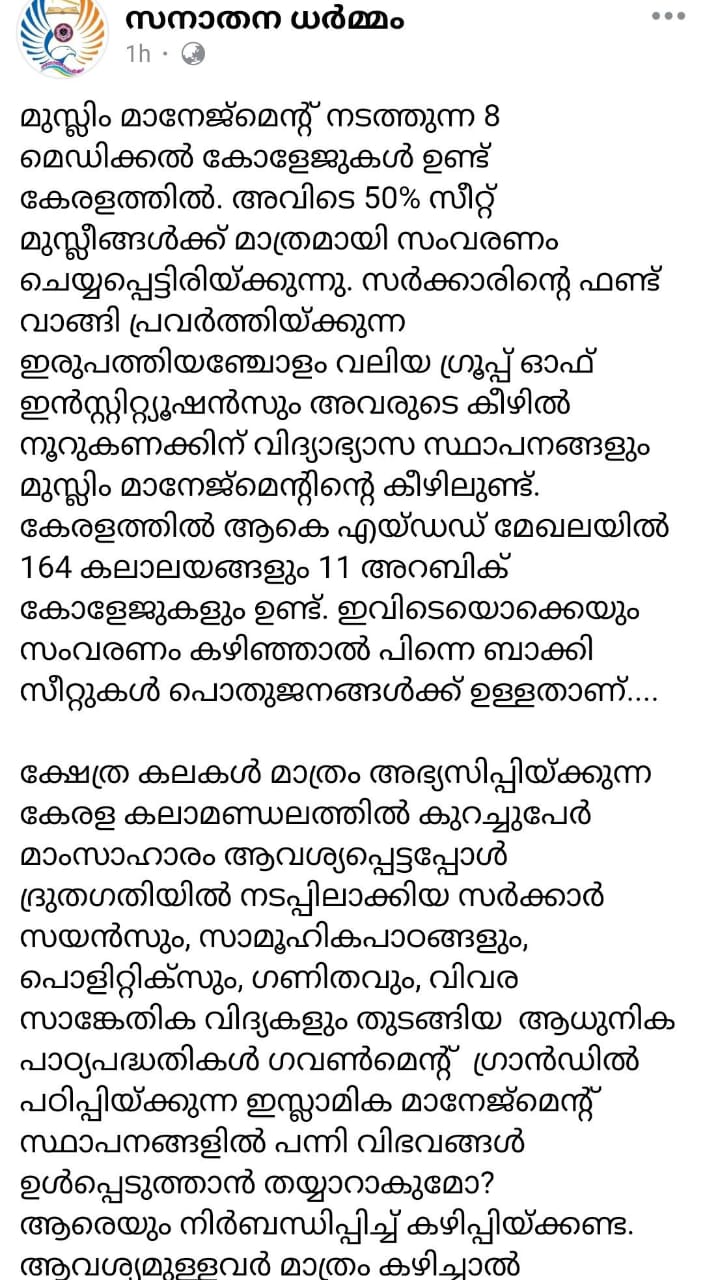 സനാതന ധർമ്മം
1h ·
മുസ്ലിം മാനേജ്മെന്റ് നടത്തുന്ന 8
മെഡിക്കൽ കോളേജുകൾ ഉണ്ട്
കേരളത്തിൽ. അവിടെ 50% സീറ്റ്
മുസ്ലീങ്ങൾക്ക് മാത്രമായി സംവരണം
ചെയ്യപ്പെട്ടിരിയ്ക്കുന്നു. സർക്കാരിന്റെ ഫണ്ട്
വാങ്ങി പ്രവർത്തിയ്ക്കുന്ന
ഇരുപത്തിയഞ്ചോളം വലിയ ഗ്രൂപ്പ് ഓഫ്
ഇൻസ്റ്റിറ്റ്യൂഷൻസും അവരുടെ കീഴിൽ
നൂറുകണക്കിന് വിദ്യാഭ്യാസ സ്ഥാപനങ്ങളും
മുസ്ലിം മാനേജ്മെന്റിന്റെ കീഴിലുണ്ട്.
കേരളത്തിൽ ആകെ എയ്ഡഡ് മേഖലയിൽ
164 കലാലയങ്ങളും 11 അറബിക്
കോളേജുകളും ഉണ്ട്. ഇവിടെയൊക്കെയും
സംവരണം കഴിഞ്ഞാൽ പിന്നെ ബാക്കി
സീറ്റുകൾ പൊതുജനങ്ങൾക്ക് ഉള്ളതാണ്....
ക്ഷേത്ര കലകൾ മാത്രം അഭ്യസിപ്പിയ്ക്കുന്ന
കേരള കലാമണ്ഡലത്തിൽ കുറച്ചുപേർ
മാംസാഹാരം ആവശ്യപ്പെട്ടപ്പോൾ
ദ്രുതഗതിയിൽ നടപ്പിലാക്കിയ സർക്കാർ
സയൻസും, സാമൂഹികപാഠങ്ങളും,
പൊളിറ്റിക്സും, ഗണിതവും, വിവര
സാങ്കേതിക വിദ്യകളും തുടങ്ങിയ ആധുനിക
പാഠ്യപദ്ധതികൾ ഗവൺമെന്റ് ഗ്രാൻഡിൽ
പഠിപ്പിയ്ക്കുന്ന ഇസ്ലാമിക മാനേജ്മെന്റ്
സ്ഥാപനങ്ങളിൽ പന്നി വിഭവങ്ങൾ
ഉൾപ്പെടുത്താൻ തയ്യാറാകുമോ?
ആരെയും നിർബന്ധിപ്പിച്ച് കഴിപ്പിയ്ക്കണ്ട.
ആവശ്യമുള്ളവർ മാത്രം കഴിച്ചാൽ